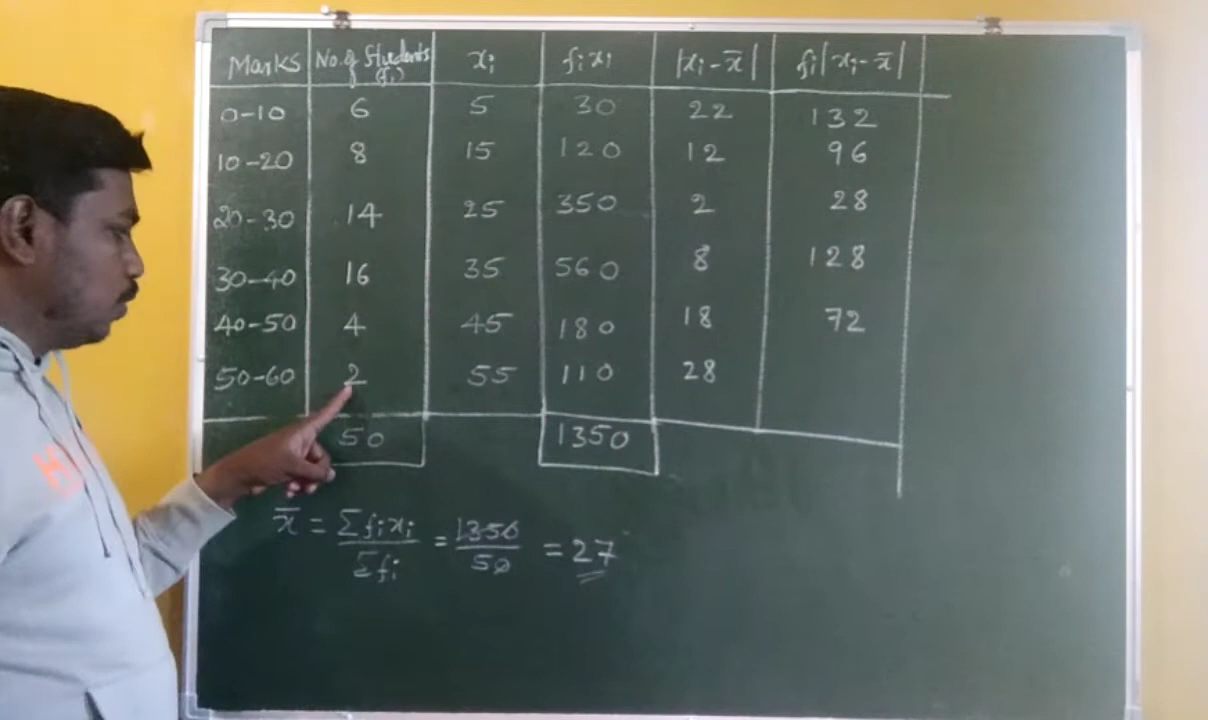 Marks No. of Students (fi) xi fixi |xi - x̄| fi|xi - x̄|
0-10 6 5 30 22 132
10-20 8 15 120 12 96
20-30 14 25 350 2 28
30-40 16 35 560 8 128
40-50 4 45 180 18 72
50-60 2 55 110 28
50 1350
x̄ = Σfixi / Σfi = 1350 / 50 = 27